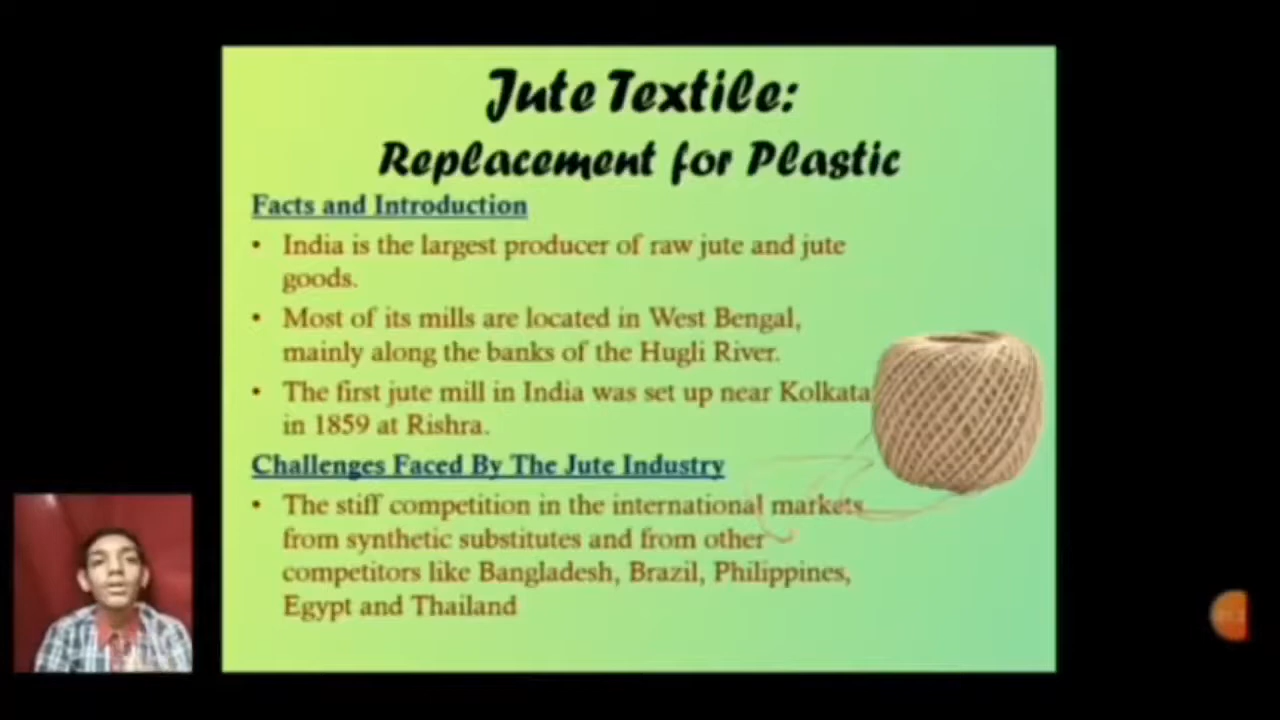 Jute Textile:
Replacement for Plastic
Facts and Introduction
• India is the largest producer of raw jute and jute
goods.
• Most of its mills are located in West Bengal,
mainly along the banks of the Hugli River.
• The first jute mill in India was set up near Kolkata
in 1859 at Rishra.
Challenges Faced By The Jute Industry
• The stiff competition in the international markets
from synthetic substitutes and from other
competitors like Bangladesh, Brazil, Philippines,
Egypt and Thailand